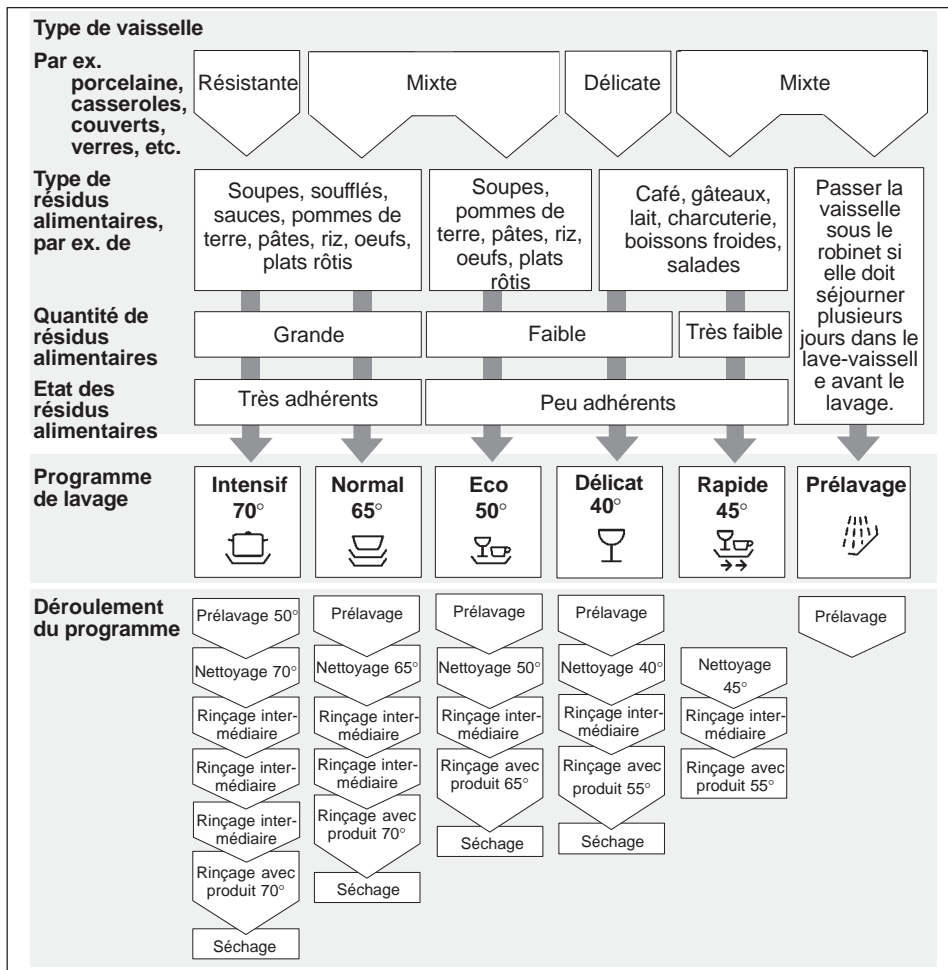 Type de vaisselle
Par ex.
porcelaine,
casseroles,
couverts,
verres, etc.
Résistante
Mixte
Délicate
Mixte
Type de
résidus
alimentaires,
par ex. de
Soupes, soufflés,
sauces, pommes de
terre, pâtes, riz, oeufs,
plats rôtis
Soupes,
pommes de
terre, pâtes, riz,
oeufs, plats
rôtis
Café, gâteaux,
lait, charcuterie,
boissons froides,
salades
Passer la
vaisselle
sous le
robinet si
elle doit
séjourner
plusieurs
jours dans le
lave-vaissell
e avant le
lavage.
Quantité de
résidus
alimentaires
Grande
Faible
Très faible
Etat des
résidus
alimentaires
Très adhérents
Peu adhérents
Programme
de lavage
Intensif
70°
Normal
65°
Eco
50°
Délicat
40°
Rapide
45°
Prélavage
Déroulement
du programme
Prélavage 50°
Nettoyage 70°
Rinçage inter-
médiaire
Rinçage inter-
médiaire
Rinçage inter-
médiaire
Rinçage avec
produit 70°
Séchage
Prélavage
Nettoyage 65°
Rinçage inter-
médiaire
Rinçage inter-
médiaire
Rinçage avec
produit 70°
Séchage
Prélavage
Nettoyage 50°
Rinçage inter-
médiaire
Rinçage avec
produit 65°
Séchage
Prélavage
Nettoyage 40°
Rinçage inter-
médiaire
Rinçage avec
produit 55°
Séchage
Nettoyage
45°
Rinçage inter-
médiaire
Rinçage avec
produit 55°
Prélavage